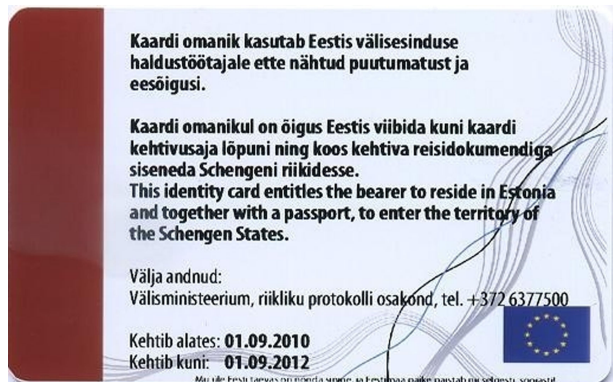 Kaardi omanik kasutab Eestis välisesinduse
haldustöötajale ette nähtud puutumatust ja
eesõigusi.
Kaardi omanikul on õigus Eestis viibida kuni kaardi
kehtivusaja lõpuni ning koos kehtiva reisidokumendiga
siseneda Schengeni riikidesse.
This identity card entitles the bearer to reside in Estonia
and together with a passport, to enter the territory of
the Schengen States.
Välja andnud:
Välisministeerium, riikliku protokolli osakond, tel. +372 6377500
Kehtib alates: 01.09.2010
Kehtib kuni: 01.09.2012